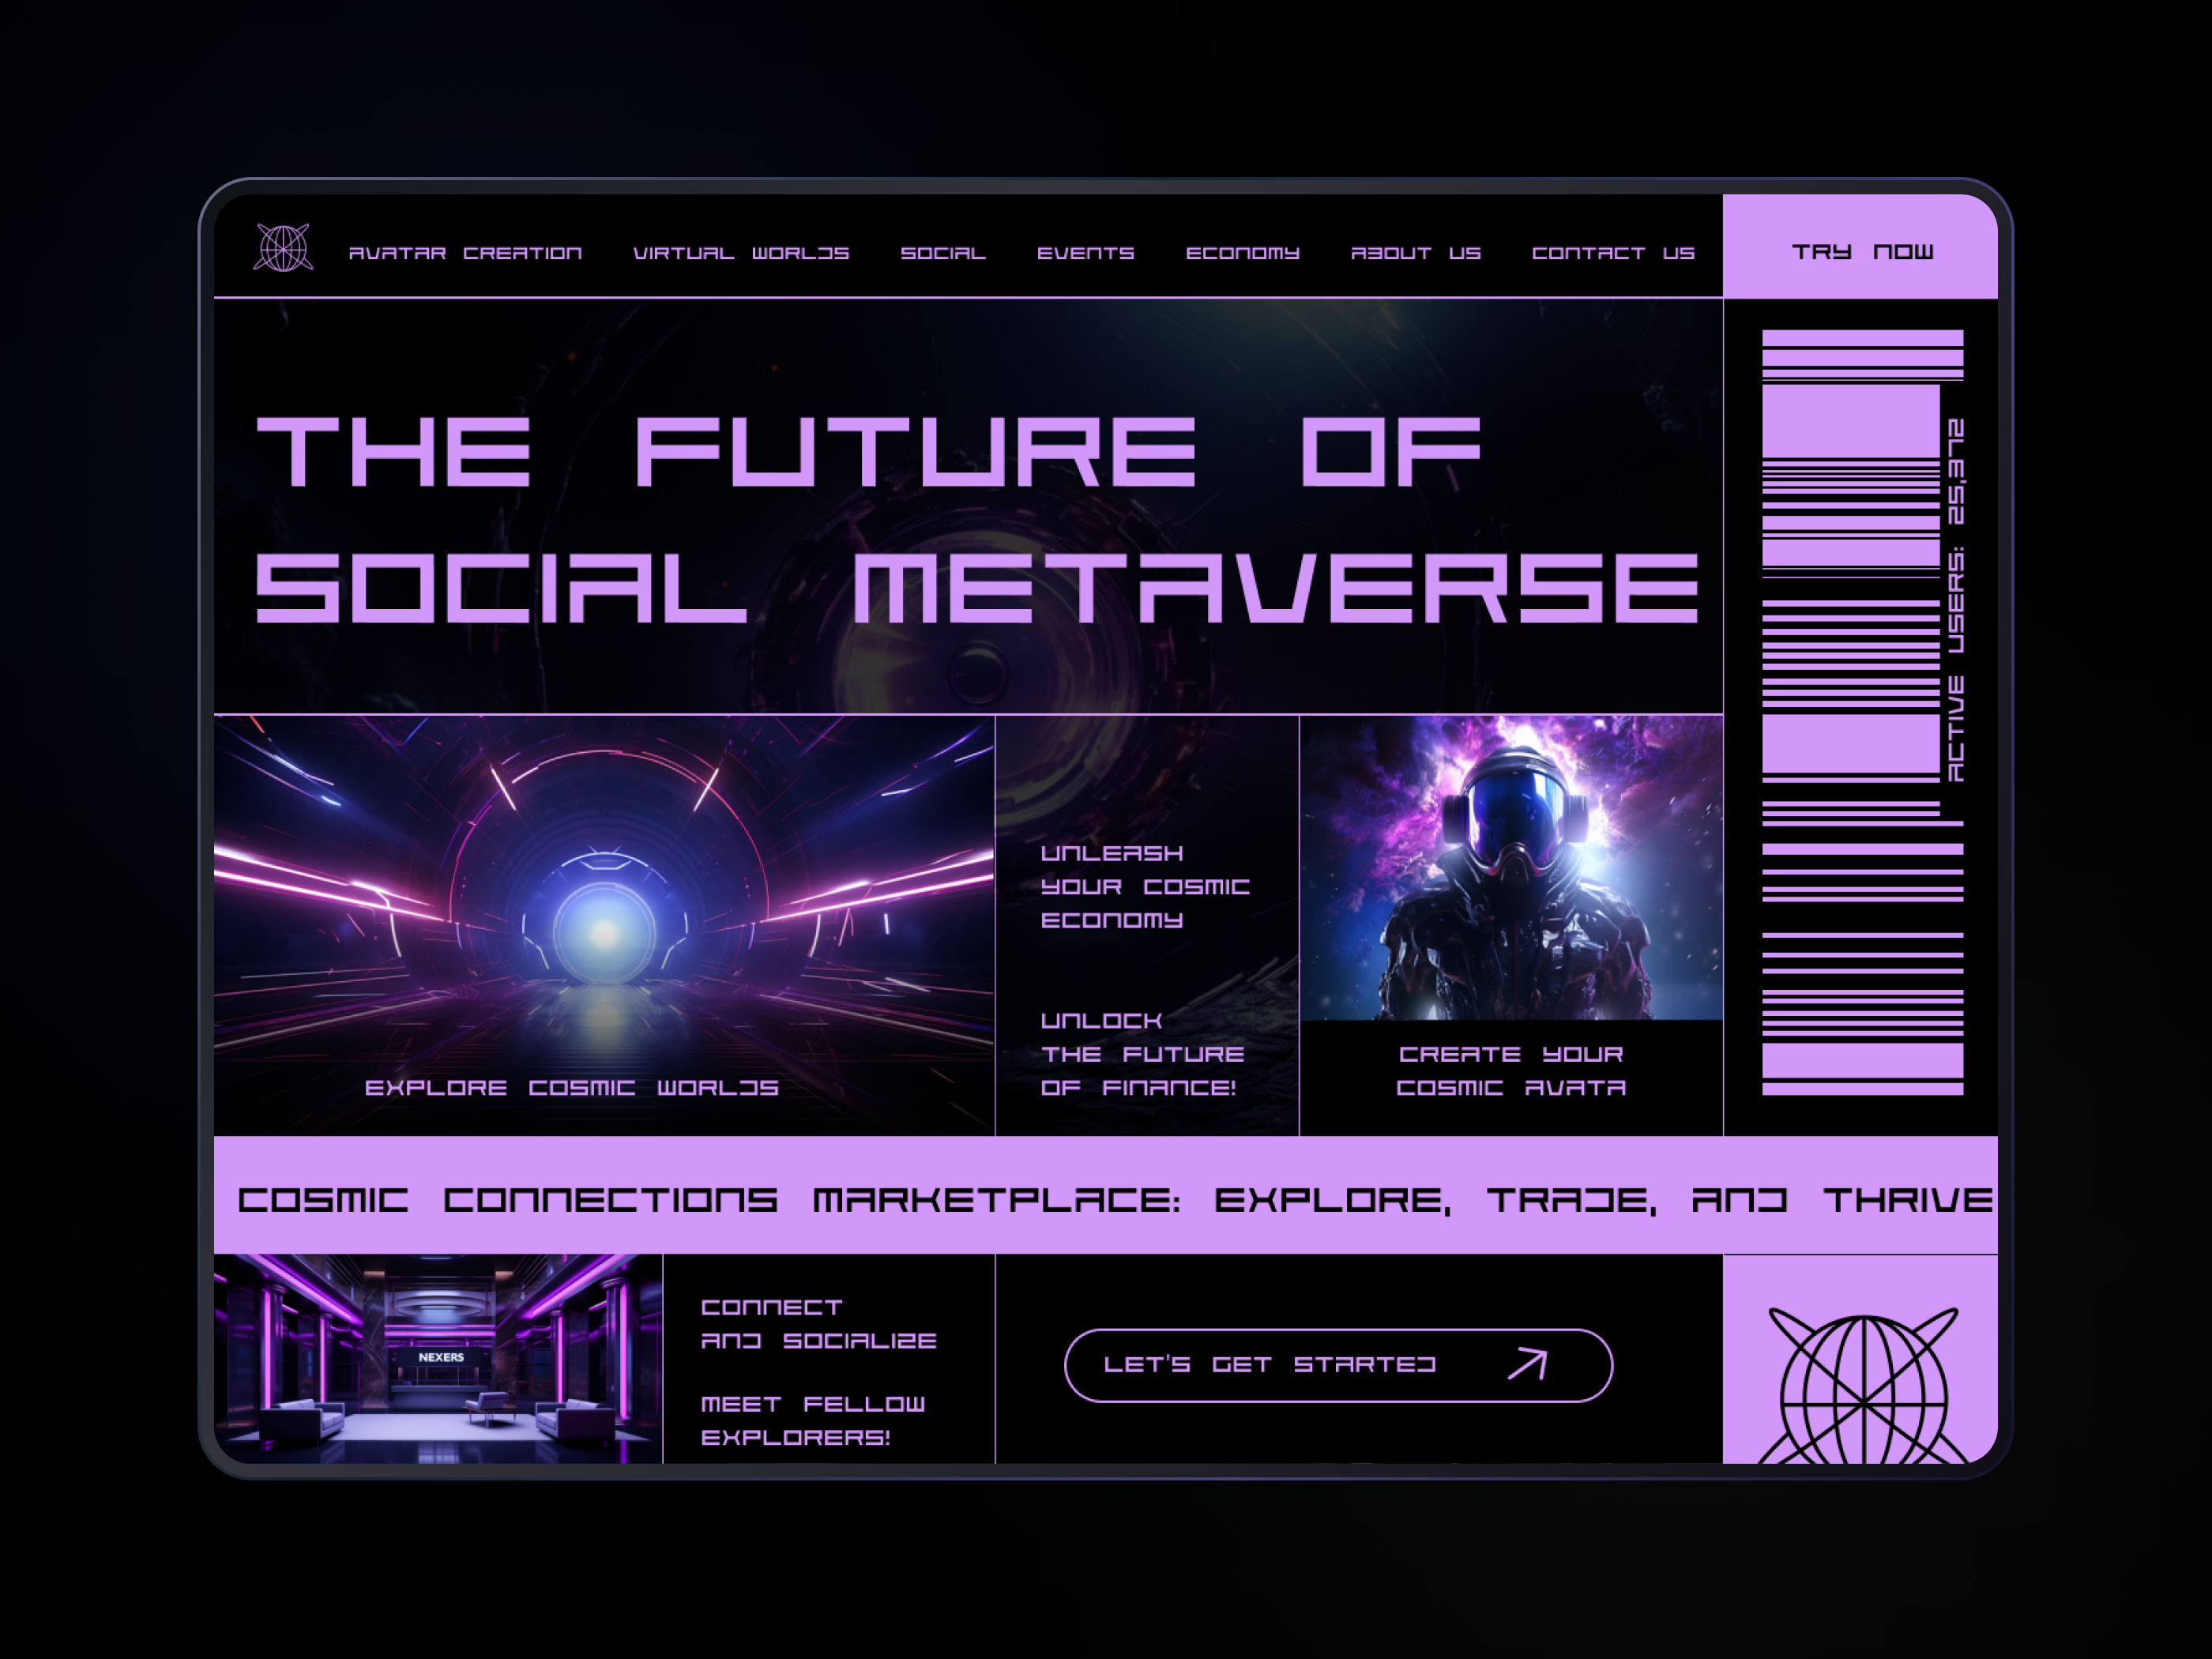 AVATAR CREATION
VIRTUAL WORLDS
SOCIAL
EVENTS
ECONOMY
ABOUT US
CONTACT US
TRY NOW
THE FUTURE OF
SOCIAL METAVERSE
ACTIVE USERS: 25,372
EXPLORE COSMIC WORLDS
UNLEASH
YOUR COSMIC
ECONOMY
UNLOCK
THE FUTURE
OF FINANCE!
CREATE YOUR
COSMIC AVATA
COSMIC CONNECTIONS MARKETPLACE: EXPLORE, TRADE, AND THRIVE
NEXERS
CONNECT
AND SOCIALIZE
MEET FELLOW
EXPLORERS!
LET'S GET STARTED